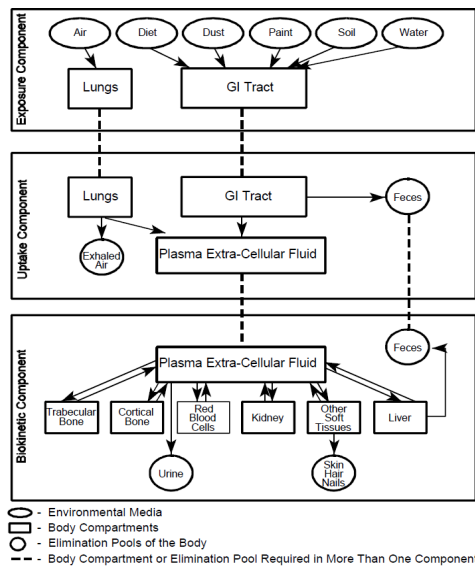 Exposure Component
Air
Diet
Dust
Paint
Soil
Water
Lungs
GI Tract
Uptake Component
Lungs
GI Tract
Feces
Exhaled
Air
Plasma Extra-Cellular Fluid
Biokinetic Component
Plasma Extra-Cellular Fluid
Feces
Trabecular
Bone
Cortical
Bone
Red
Blood
Cells
Kidney
Other
Soft
Tissues
Liver
Urine
Skin
Hair
Nails
- Environmental Media
- Body Compartments
- Elimination Pools of the Body
- Body Compartment or Elimination Pool Required in More Than One Component